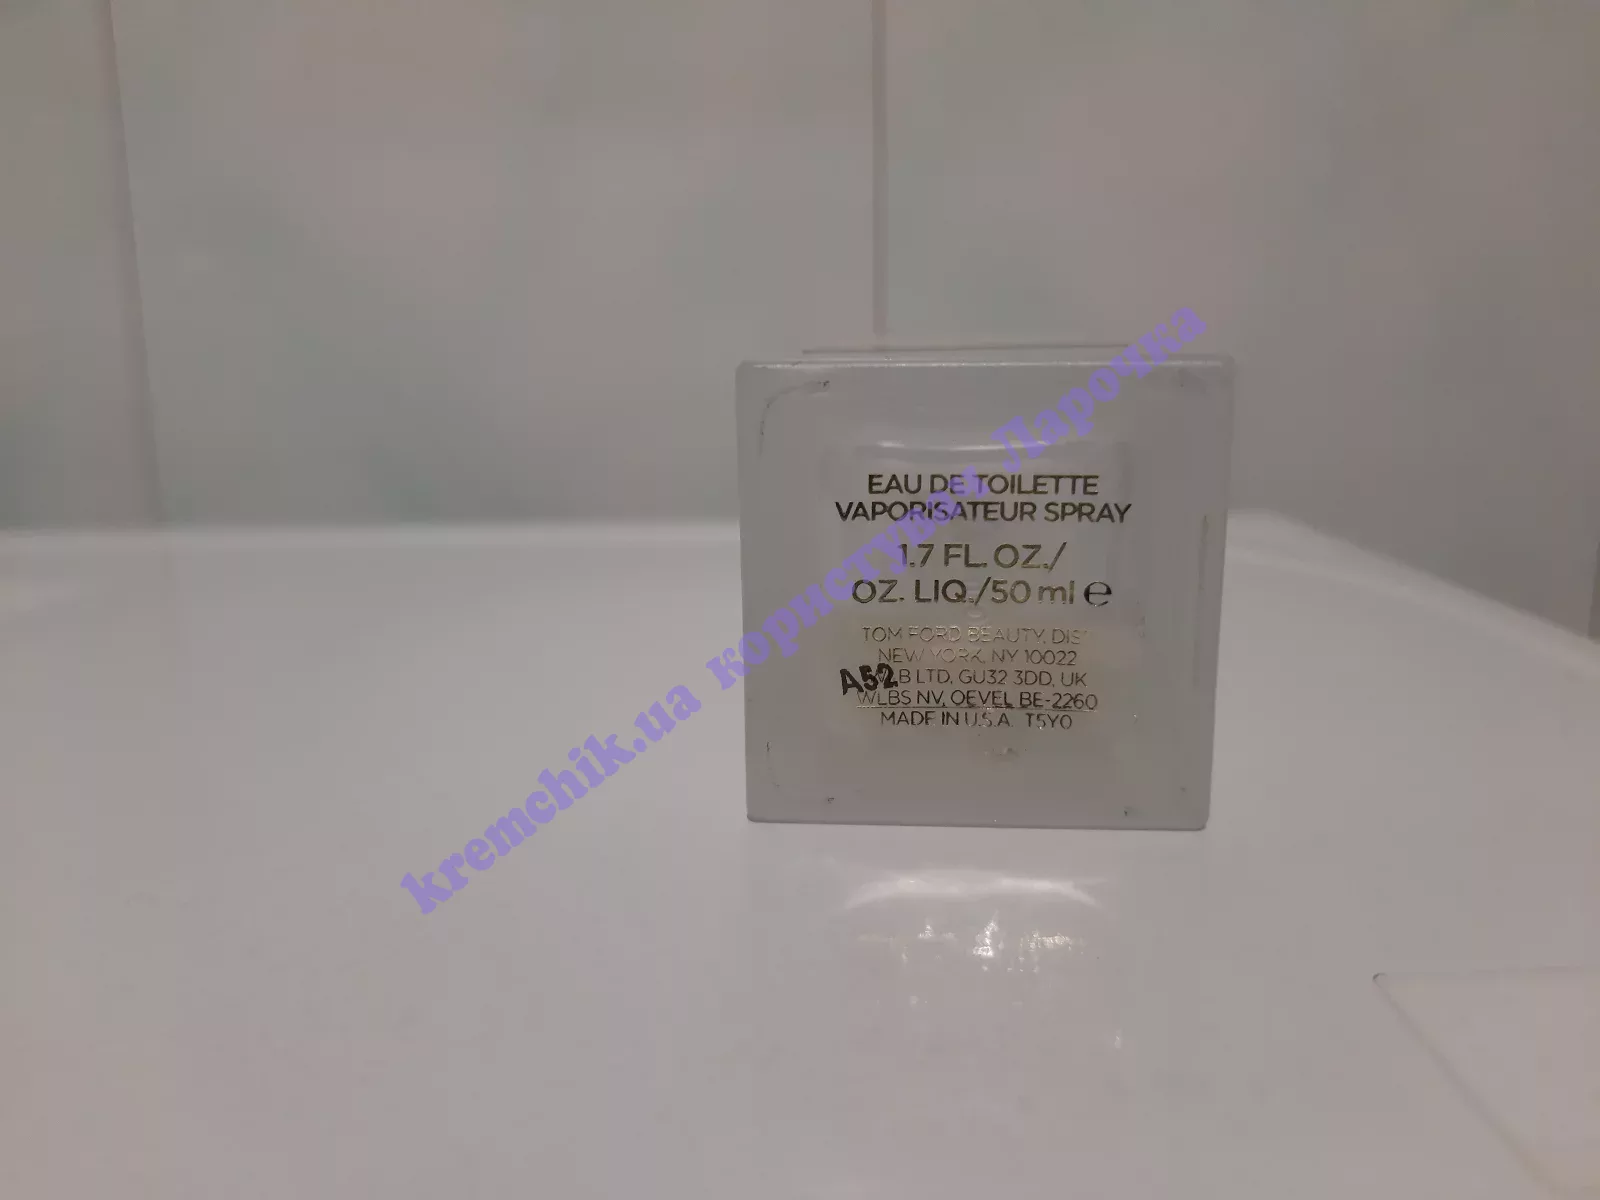 EAU DE TOILETTE
VAPORISATEUR SPRAY
1.7 FL. OZ./
OZ. LIQ./50 ml e
TOM FORD BEAUTY, DIST
NEW YORK, NY 10022
B LTD, GU32 3DD, UK
A52
WLBS NV, OEVEL BE-2260
MADE IN U.S.A. T5Y0
kremchik.ua користувач Ларочка